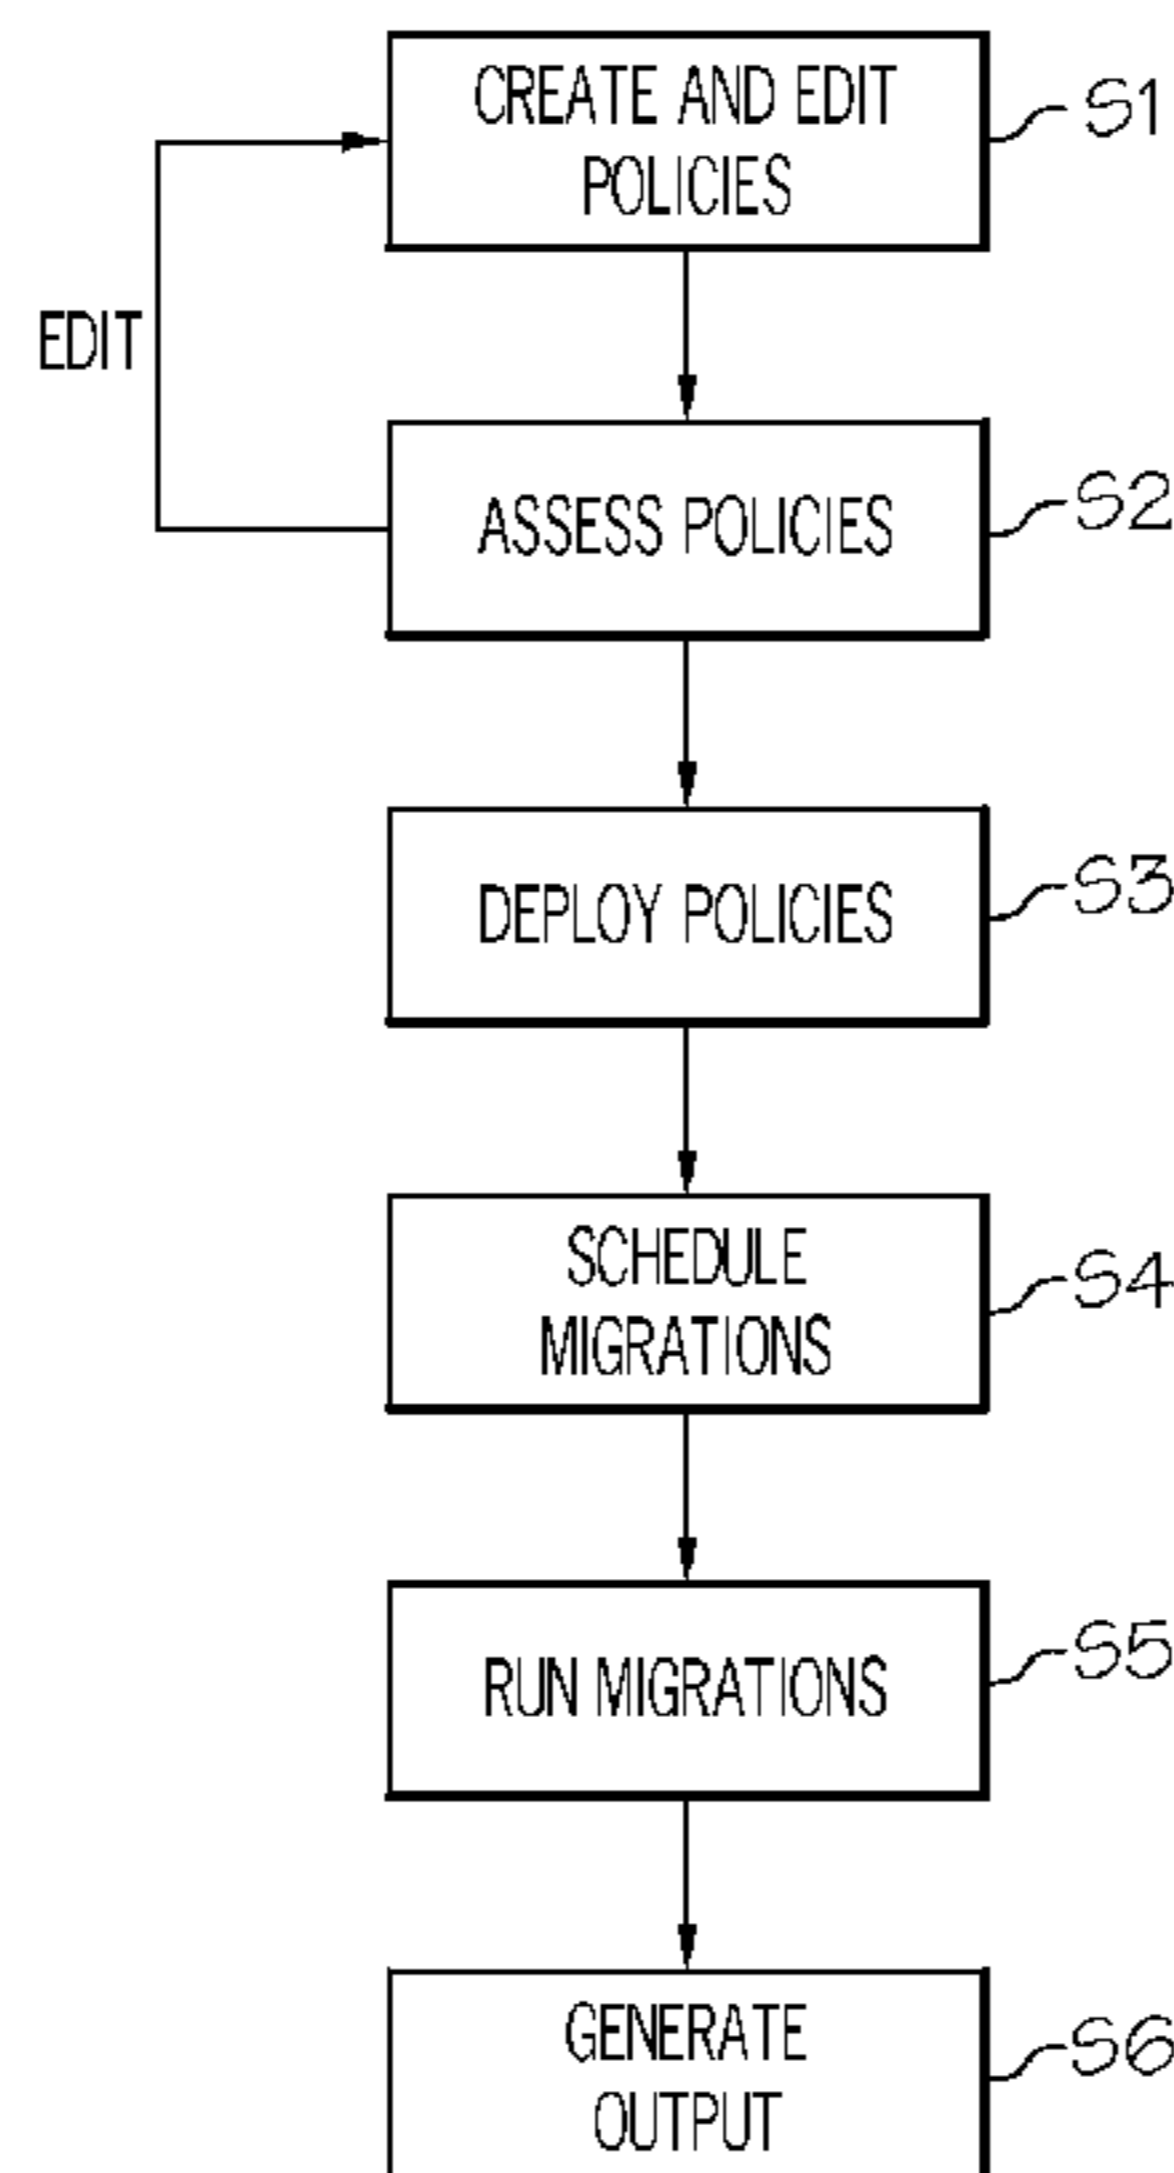 CREATE AND EDIT
POLICIES
S1
EDIT
ASSESS POLICIES
S2
DEPLOY POLICIES
S3
SCHEDULE
MIGRATIONS
S4
RUN MIGRATIONS
S5
GENERATE
OUTPUT
S6